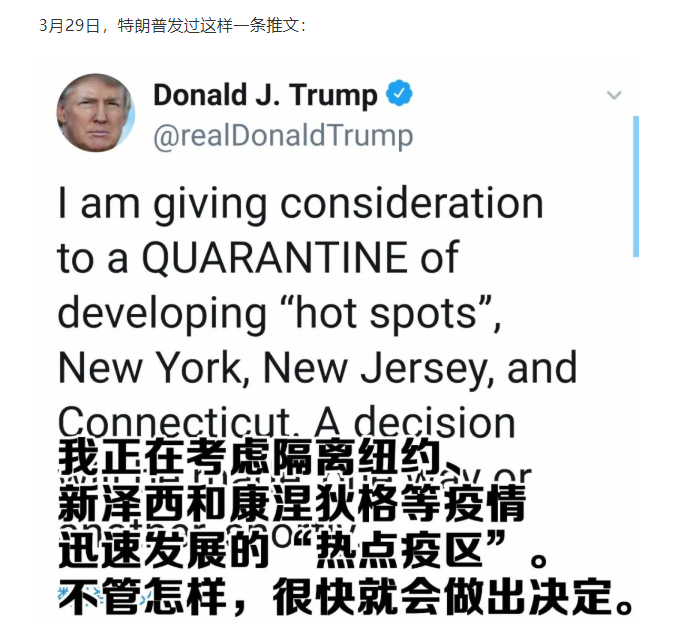 3月29日，特朗普发过这样一条推文：
Donald J. Trump
@realDonaldTrump
I am giving consideration
to a QUARANTINE of
developing “hot spots”,
New York, New Jersey, and
Connecticut. A decision
way or
我正在考虑隔离纽约、
新泽西和康涅狄格等疫情
迅速发展的“热点疫区”。
不管怎样，很快就会做出决定。